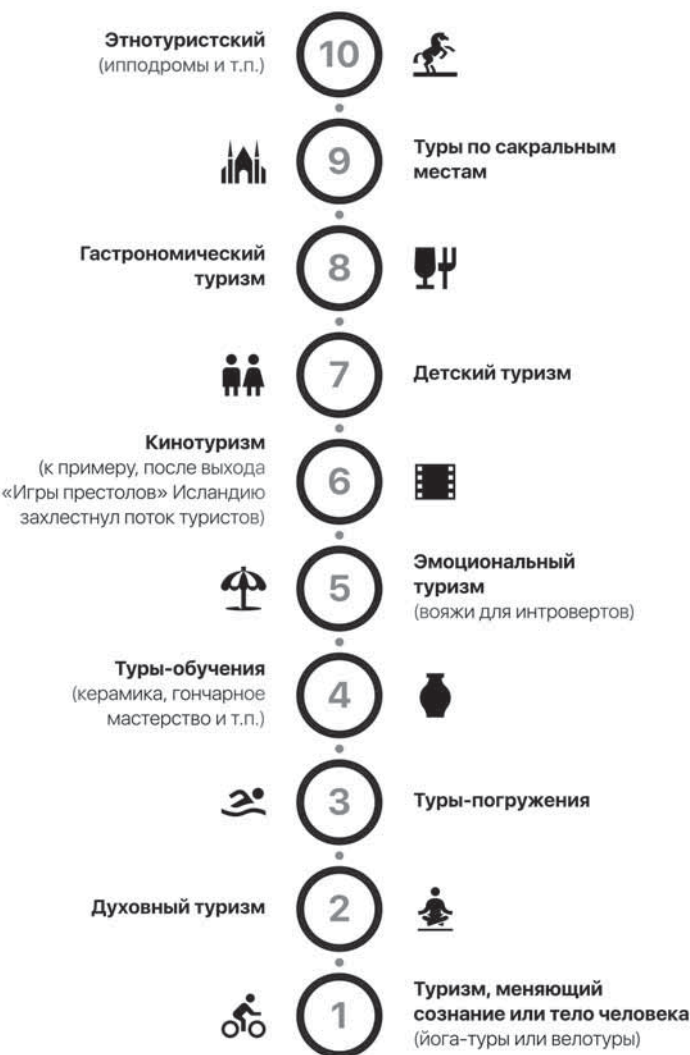 Этнотуристский
(ипподромы и т.п.)
10
9
Туры по сакральным
местам
Гастрономический
туризм
8
7
Детский туризм
Кинотуризм
(к примеру, после выхода
«Игры престолов» Исландию
захлестнул поток туристов)
6
5
Эмоциональный
туризм
(вояжи для интровертов)
Туры-обучения
(керамика, гончарное
мастерство и т.п.)
4
3
Туры-погружения
Духовный туризм
2
1
Туризм, меняющий
сознание или тело человека
(йога-туры или велотуры)